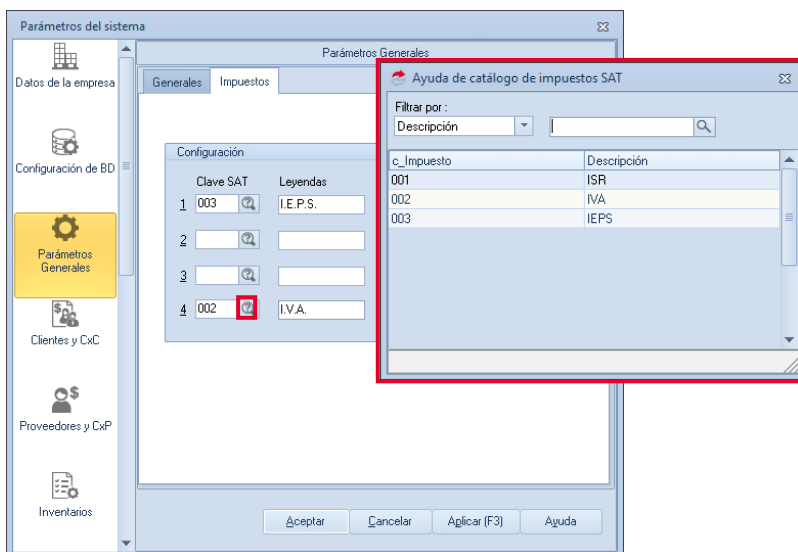 Parámetros del sistema
Datos de la empresa
Configuración de BD
Parámetros
Generales
Clientes y CxC
Proveedores y CxP
Inventarios
Parámetros Generales
Generales Impuestos
Configuración
Clave SAT Leyendas
1 003 I.E.P.S.
2
3
4 002 I.V.A.
Aceptar Cancelar Aplicar (F3) Ayuda
Ayuda de catálogo de impuestos SAT
Filtrar por :
Descripción
c_Impuesto Descripción
001 ISR
002 IVA
003 IEPS